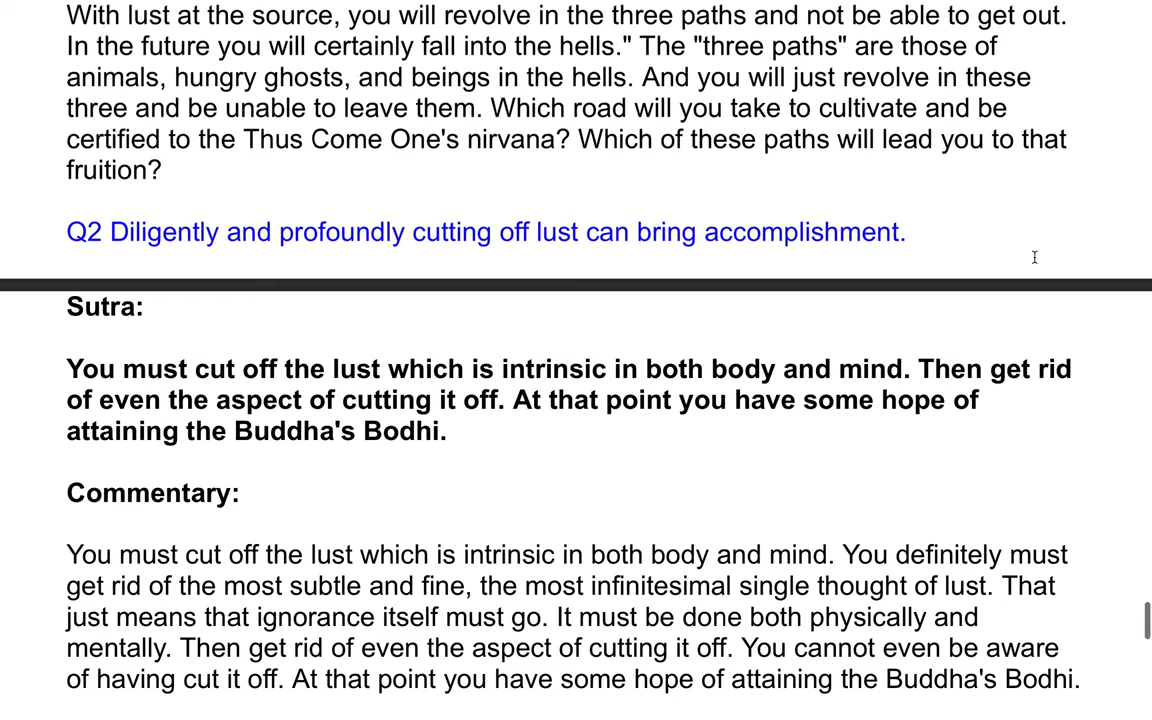 With lust at the source, you will revolve in the three paths and not be able to get out.
In the future you will certainly fall into the hells." The "three paths" are those of
animals, hungry ghosts, and beings in the hells. And you will just revolve in these
three and be unable to leave them. Which road will you take to cultivate and be
certified to the Thus Come One's nirvana? Which of these paths will lead you to that
fruition?
Q2 Diligently and profoundly cutting off lust can bring accomplishment.
Sutra:
You must cut off the lust which is intrinsic in both body and mind. Then get rid
of even the aspect of cutting it off. At that point you have some hope of
attaining the Buddha's Bodhi.
Commentary:
You must cut off the lust which is intrinsic in both body and mind. You definitely must
get rid of the most subtle and fine, the most infinitesimal single thought of lust. That
just means that ignorance itself must go. It must be done both physically and
mentally. Then get rid of even the aspect of cutting it off. You cannot even be aware
of having cut it off. At that point you have some hope of attaining the Buddha's Bodhi.